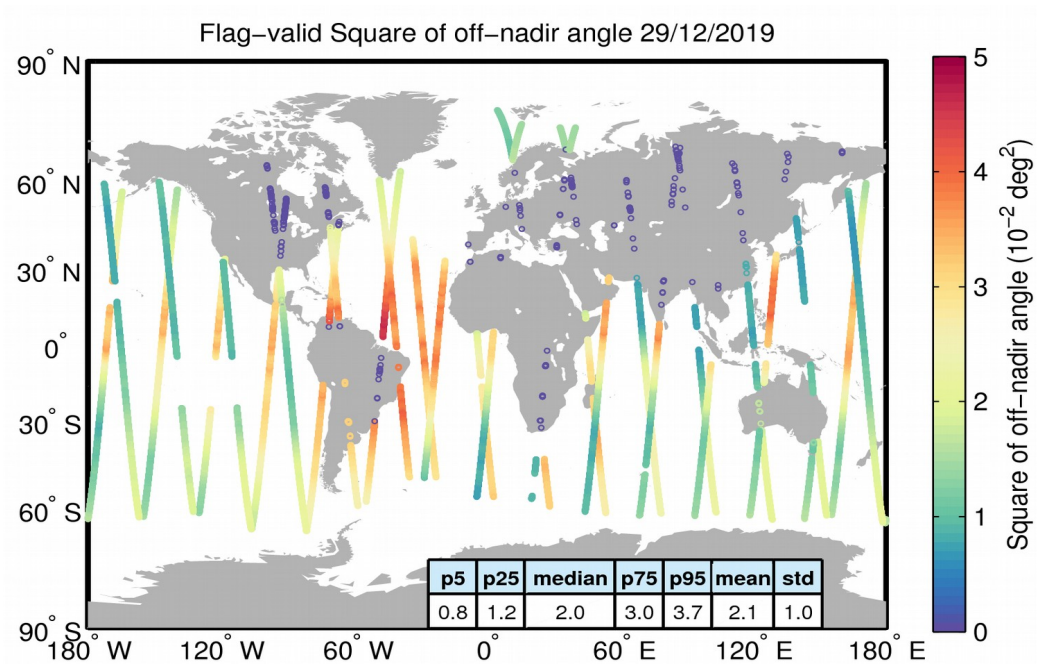 Flag−valid Square of off−nadir angle 29/12/2019
90° N
60° N
30° N
0°
30° S
60° S
90° S
180° W
120° W
60° W
0°
60° E
120° E
180° E
p5 p25 median p75 p95 mean std
0.8 1.2 2.0 3.0 3.7 2.1 1.0
5
4
3
2
1
0
Square of off−nadir angle (10⁻² deg²)